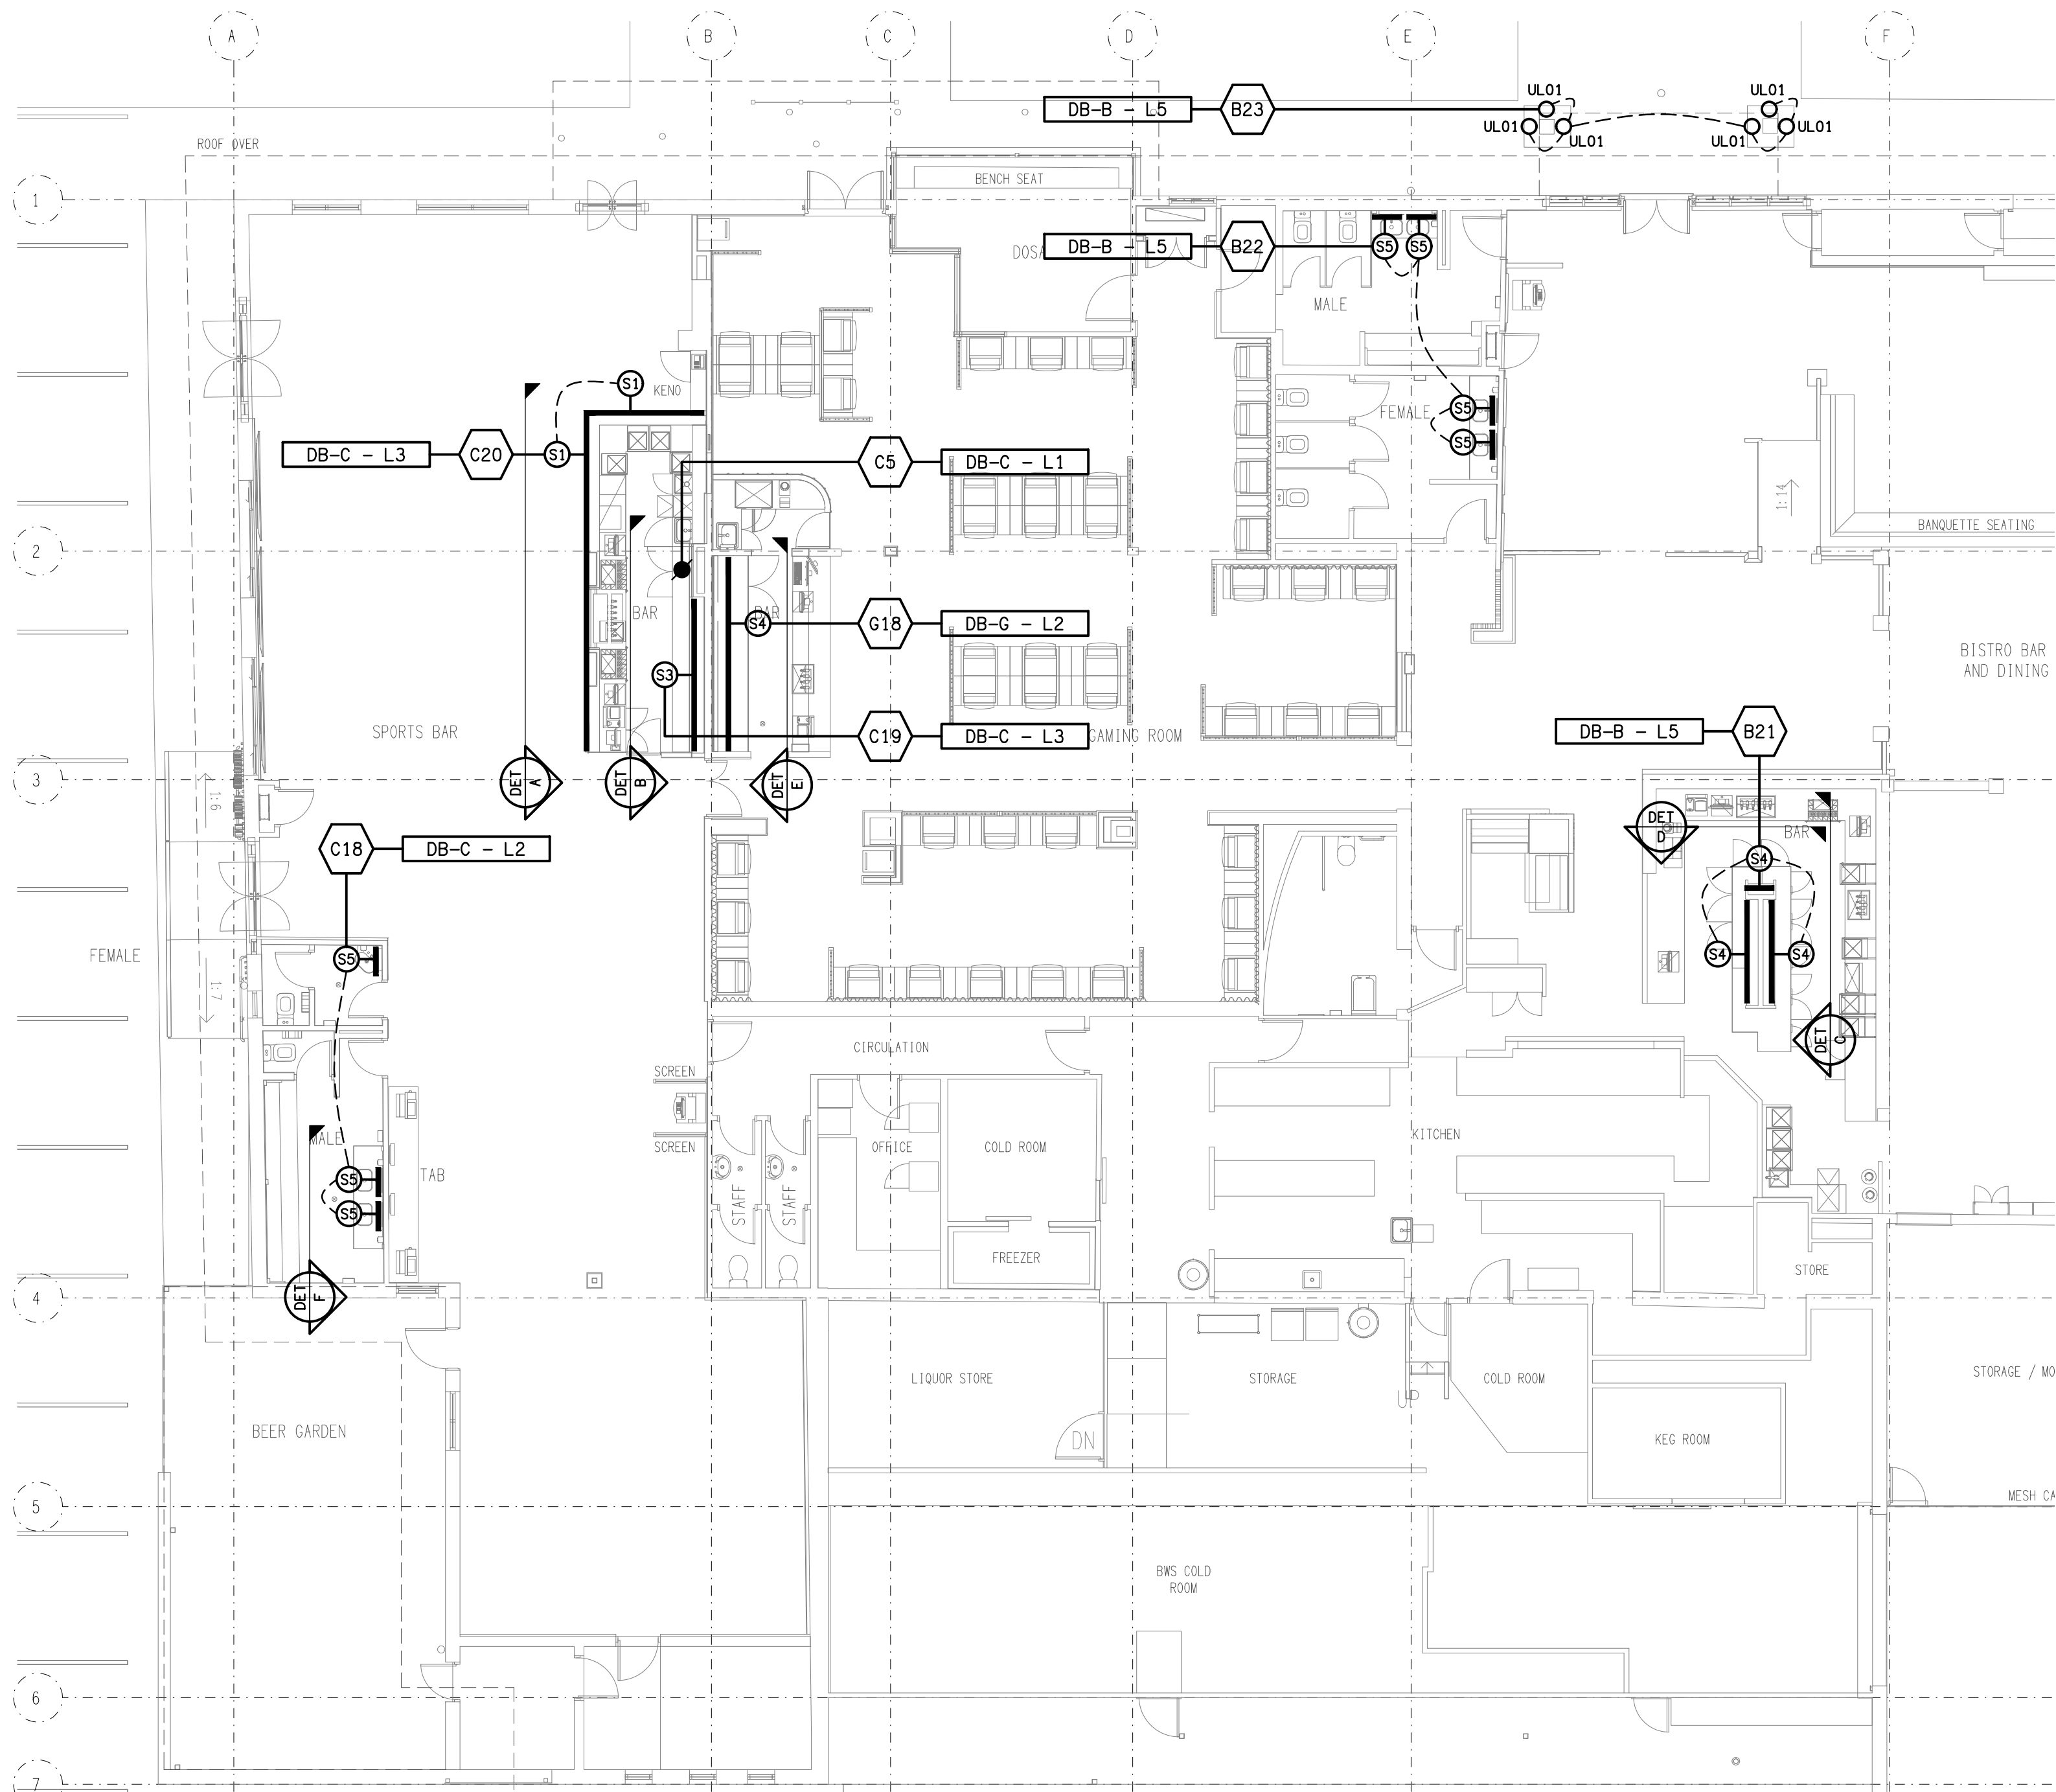 A
B
C
D
E
F
DB-B - L5
B23
UL01
UL01
UL01
UL01
UL01
UL01
UL01
ROOF OVER
BENCH SEAT
1
DB-B - L5
B22
S5
S5
MALE
S1
KENO
S5
FEMALE
S5
DB-C - L3
C20
S1
C5
DB-C - L1
1:14
BANQUETTE SEATING
2
BAR
BAR
S4
G18
DB-G - L2
S3
BISTRO BAR
AND DINING
SPORTS BAR
C19
DB-C - L3
GAMING ROOM
DB-B - L5
B21
3
DET
A
DET
B
DET
E
1:6
DET
D
BAR
C18
DB-C - L2
S4
S4
S4
FEMALE
S5
1:7
DET
C
CIRCULATION
SCREEN
SCREEN
MALE
OFFICE
COLD ROOM
KITCHEN
TAB
S5
STAFF
STAFF
S5
FREEZER
STORE
DET
F
4
LIQUOR STORE
STORAGE
COLD ROOM
STORAGE / MO
BEER GARDEN
DN
UP
KEG ROOM
5
MESH CA
BWS COLD
ROOM
6
7